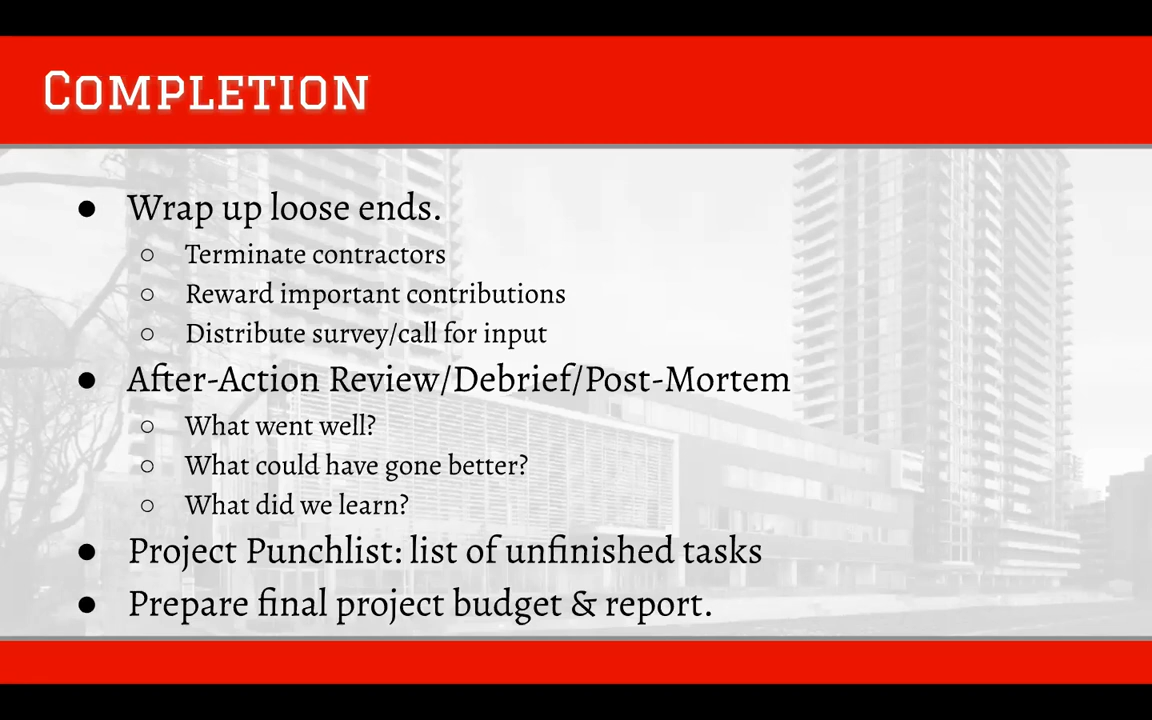 Completion
● Wrap up loose ends.
○ Terminate contractors
○ Reward important contributions
○ Distribute survey/call for input
● After-Action Review/Debrief/Post-Mortem
○ What went well?
○ What could have gone better?
○ What did we learn?
● Project Punchlist: list of unfinished tasks
● Prepare final project budget & report.